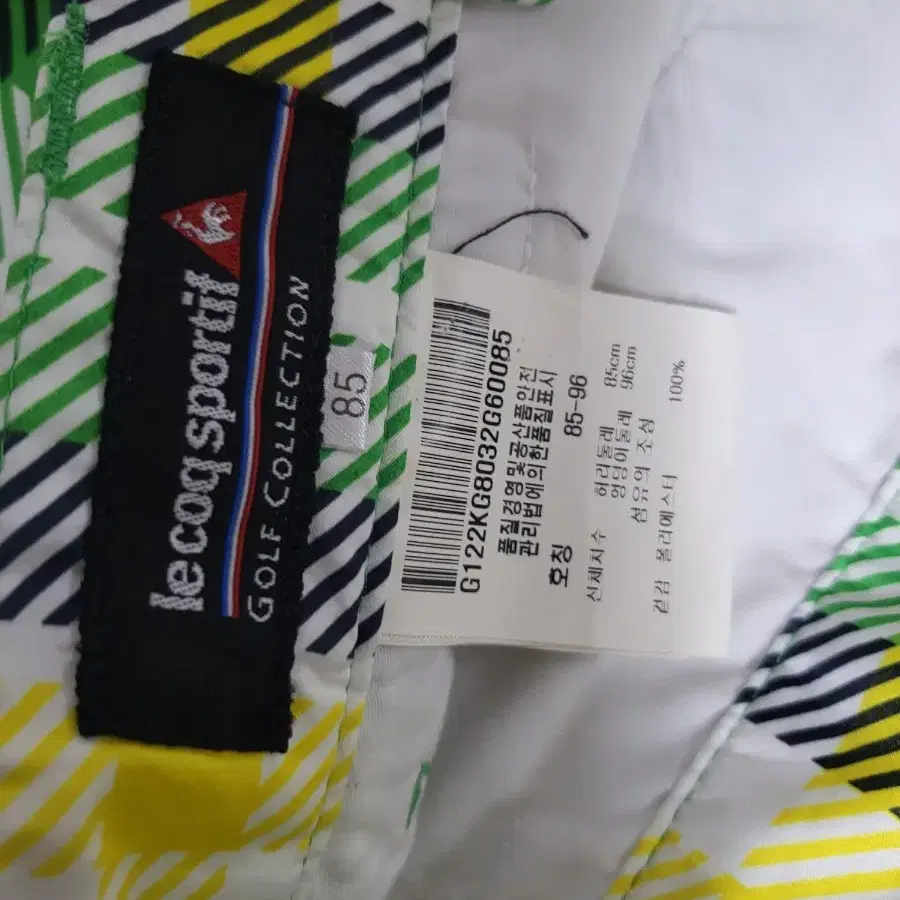 le coq sportif
GOLF COLLECTION
85
G122KG8032G60085
품질경영및공산품안전
관리법에의한품질표시
호칭 85-96
신체치수 허리둘레 85cm
엉덩이둘레 96cm
섬유의 조성
겉감 폴리에스터 100%